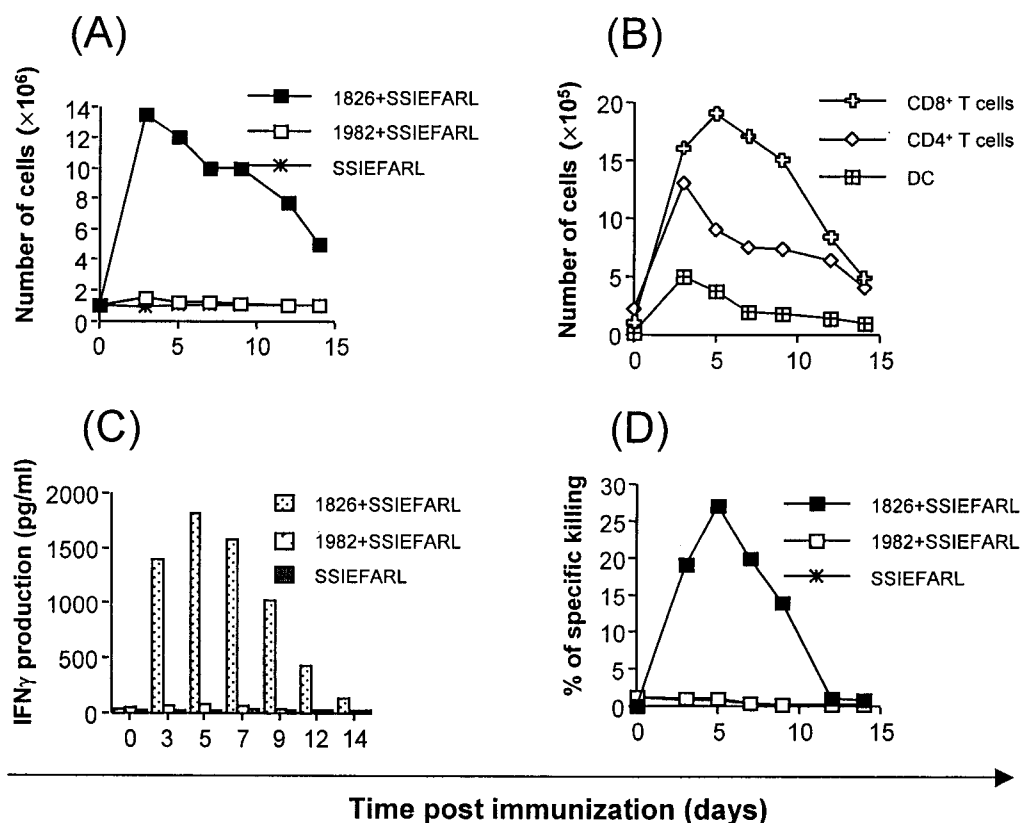 (A)
Number of cells (×10⁶)
14
12
10
8
6
4
2
0
0 5 10 15
1826+SSIEFARL
1982+SSIEFARL
SSIEFARL
(B)
Number of cells (×10⁵)
20
15
10
5
0
0 5 10 15
CD8⁺ T cells
CD4⁺ T cells
DC
(C)
IFNγ production (pg/ml)
2000
1500
1000
500
0
0 3 5 7 9 12 14
1826+SSIEFARL
1982+SSIEFARL
SSIEFARL
(D)
% of specific killing
30
25
20
15
10
5
0
0 5 10 15
1826+SSIEFARL
1982+SSIEFARL
SSIEFARL
Time post immunization (days)